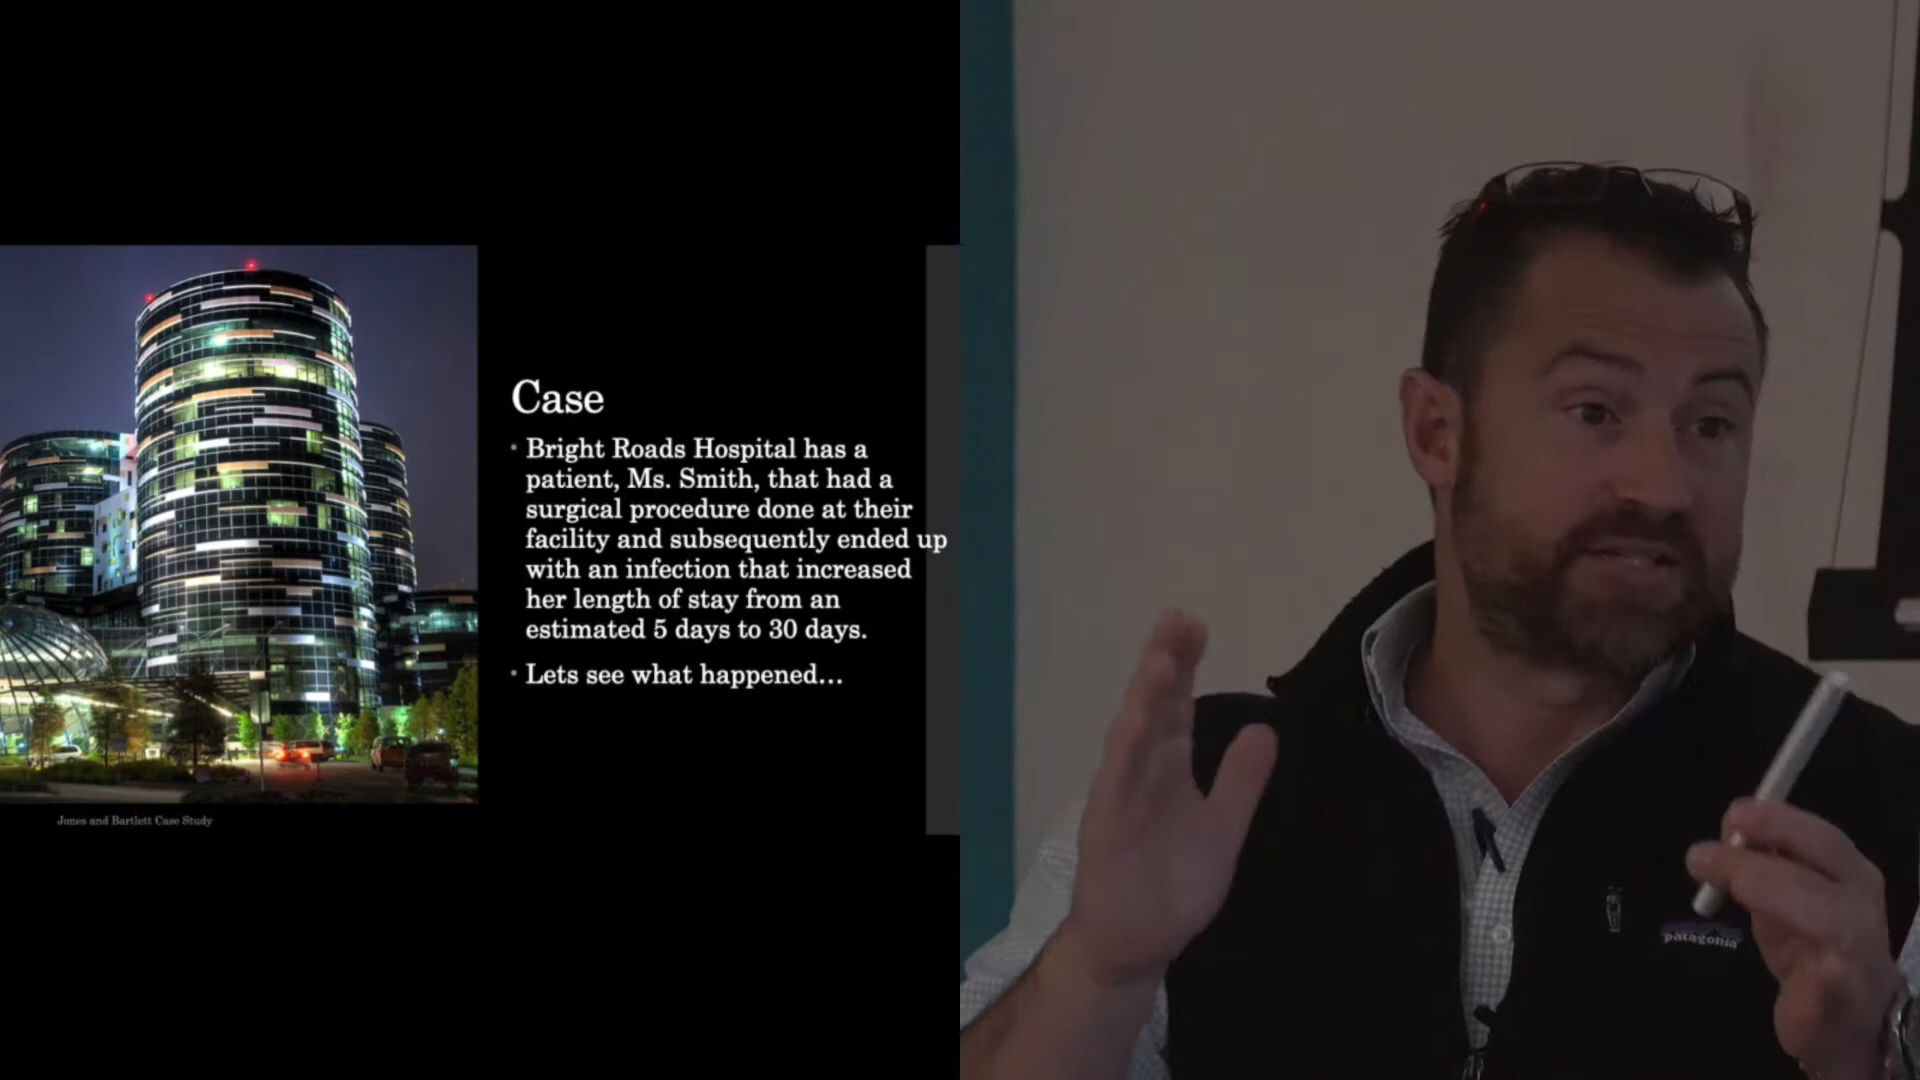 Case
• Bright Roads Hospital has a
patient, Ms. Smith, that had a
surgical procedure done at their
facility and subsequently ended up
with an infection that increased
her length of stay from an
estimated 5 days to 30 days.
• Lets see what happened...
Jones and Bartlett Case Study
patagonia